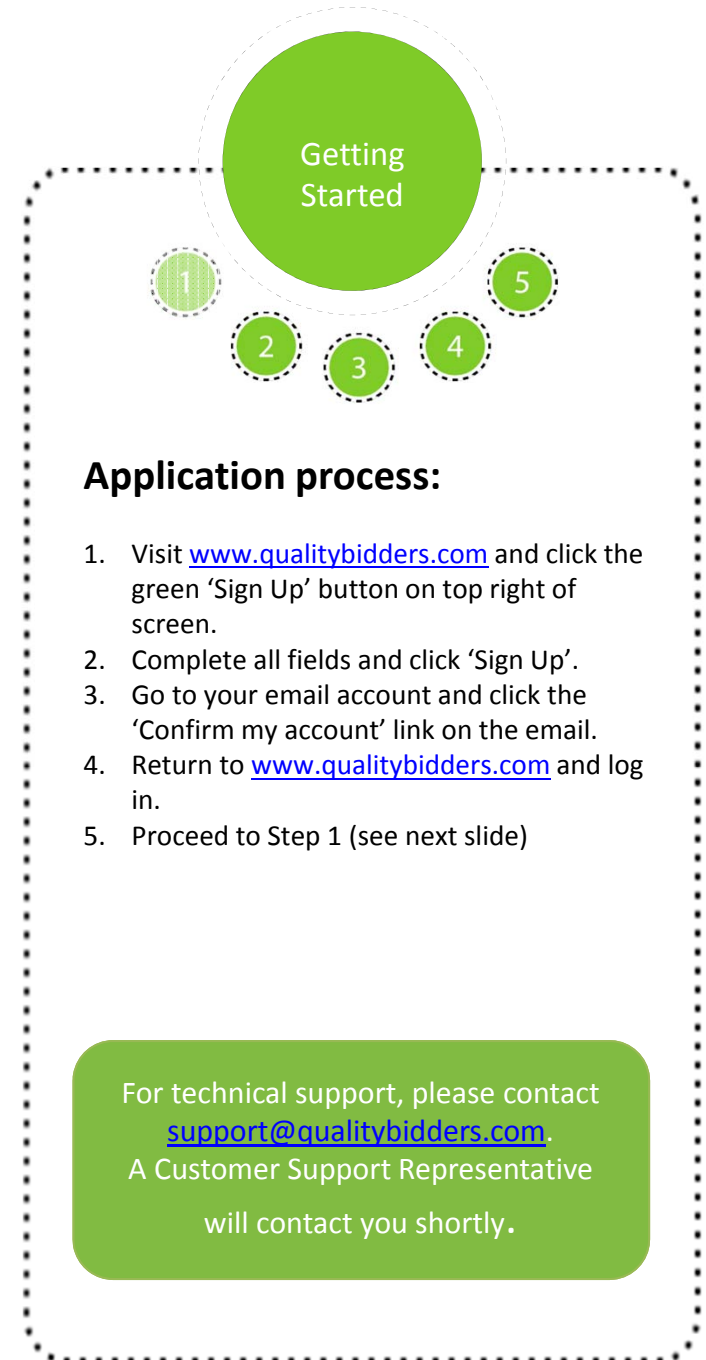 Getting
Started
1
2
3
4
5
Application process:
1. Visit www.qualitybidders.com and click the
green ‘Sign Up’ button on top right of
screen.
2. Complete all fields and click ‘Sign Up’.
3. Go to your email account and click the
‘Confirm my account’ link on the email.
4. Return to www.qualitybidders.com and log
in.
5. Proceed to Step 1 (see next slide)
For technical support, please contact
support@qualitybidders.com.
A Customer Support Representative
will contact you shortly.